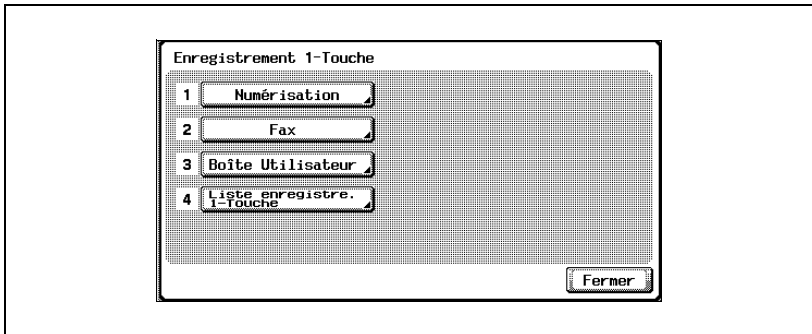 Enregistrement 1-Touche
1 Numérisation
2 Fax
3 Boîte Utilisateur
4 Liste enregistre.
1-Touche
Fermer